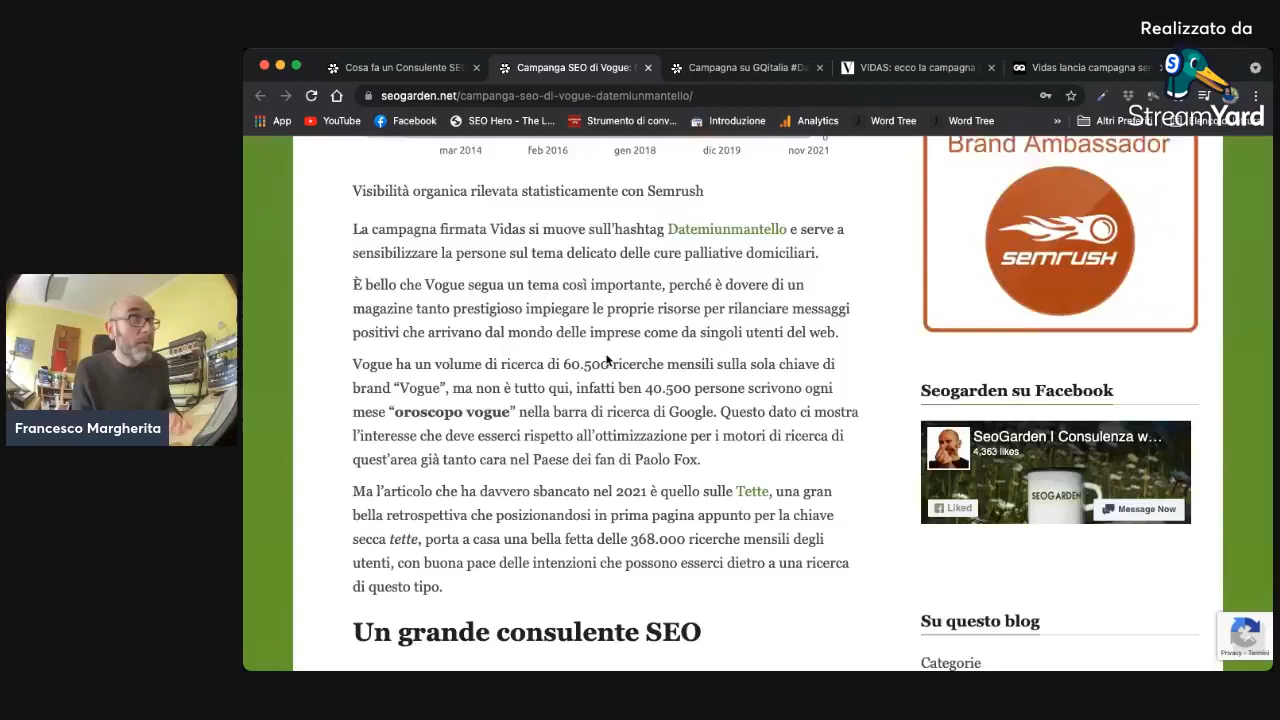 Realizzato da
StreamYard
Cosa fa un Consulente SE
Campanga SEO di Vogue:
Campagna su GQitalia #Da
VIDAS: ecco la campagna
Vidas lancia campagna se
seogarden.net/campanga-seo-di-vogue-datemiunmantello/
App
YouTube
Facebook
SEO Hero - The L...
Strumento di conv...
Introduzione
Analytics
Word Tree
Word Tree
»
Altri Prefe
mar 2014
feb 2016
gen 2018
dic 2019
nov 2021
Visibilità organica rilevata statisticamente con Semrush
La campagna firmata Vidas si muove sull'hashtag Datemiunmantello e serve a
sensibilizzare la persone sul tema delicato delle cure palliative domiciliari.
È bello che Vogue segua un tema così importante, perché è dovere di un
magazine tanto prestigioso impiegare le proprie risorse per rilanciare messaggi
positivi che arrivano dal mondo delle imprese come da singoli utenti del web.
Vogue ha un volume di ricerca di 60.500 ricerche mensili sulla sola chiave di
brand “Vogue”, ma non è tutto qui, infatti ben 40.500 persone scrivono ogni
mese “oroscopo vogue” nella barra di ricerca di Google. Questo dato ci mostra
l'interesse che deve esserci rispetto all'ottimizzazione per i motori di ricerca di
quest'area già tanto cara nel Paese dei fan di Paolo Fox.
Ma l'articolo che ha davvero sbancato nel 2021 è quello sulle Tette, una gran
bella retrospettiva che posizionandosi in prima pagina appunto per la chiave
secca tette, porta a casa una bella fetta delle 368.000 ricerche mensili degli
utenti, con buona pace delle intenzioni che possono esserci dietro a una ricerca
di questo tipo.
Un grande consulente SEO
Brand Ambassador
SEMRUSH
Seogarden su Facebook
SeoGarden I Consulenza w...
4,363 likes
SEOGARDEN
Liked
Message Now
Su questo blog
Categorie
Privacy - Termini
Francesco Margherita